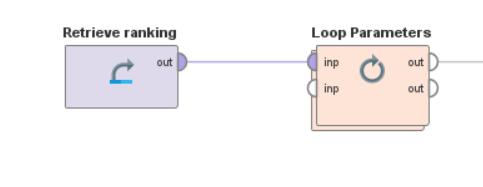 Retrieve ranking
out
Loop Parameters
inp
out
inp
out